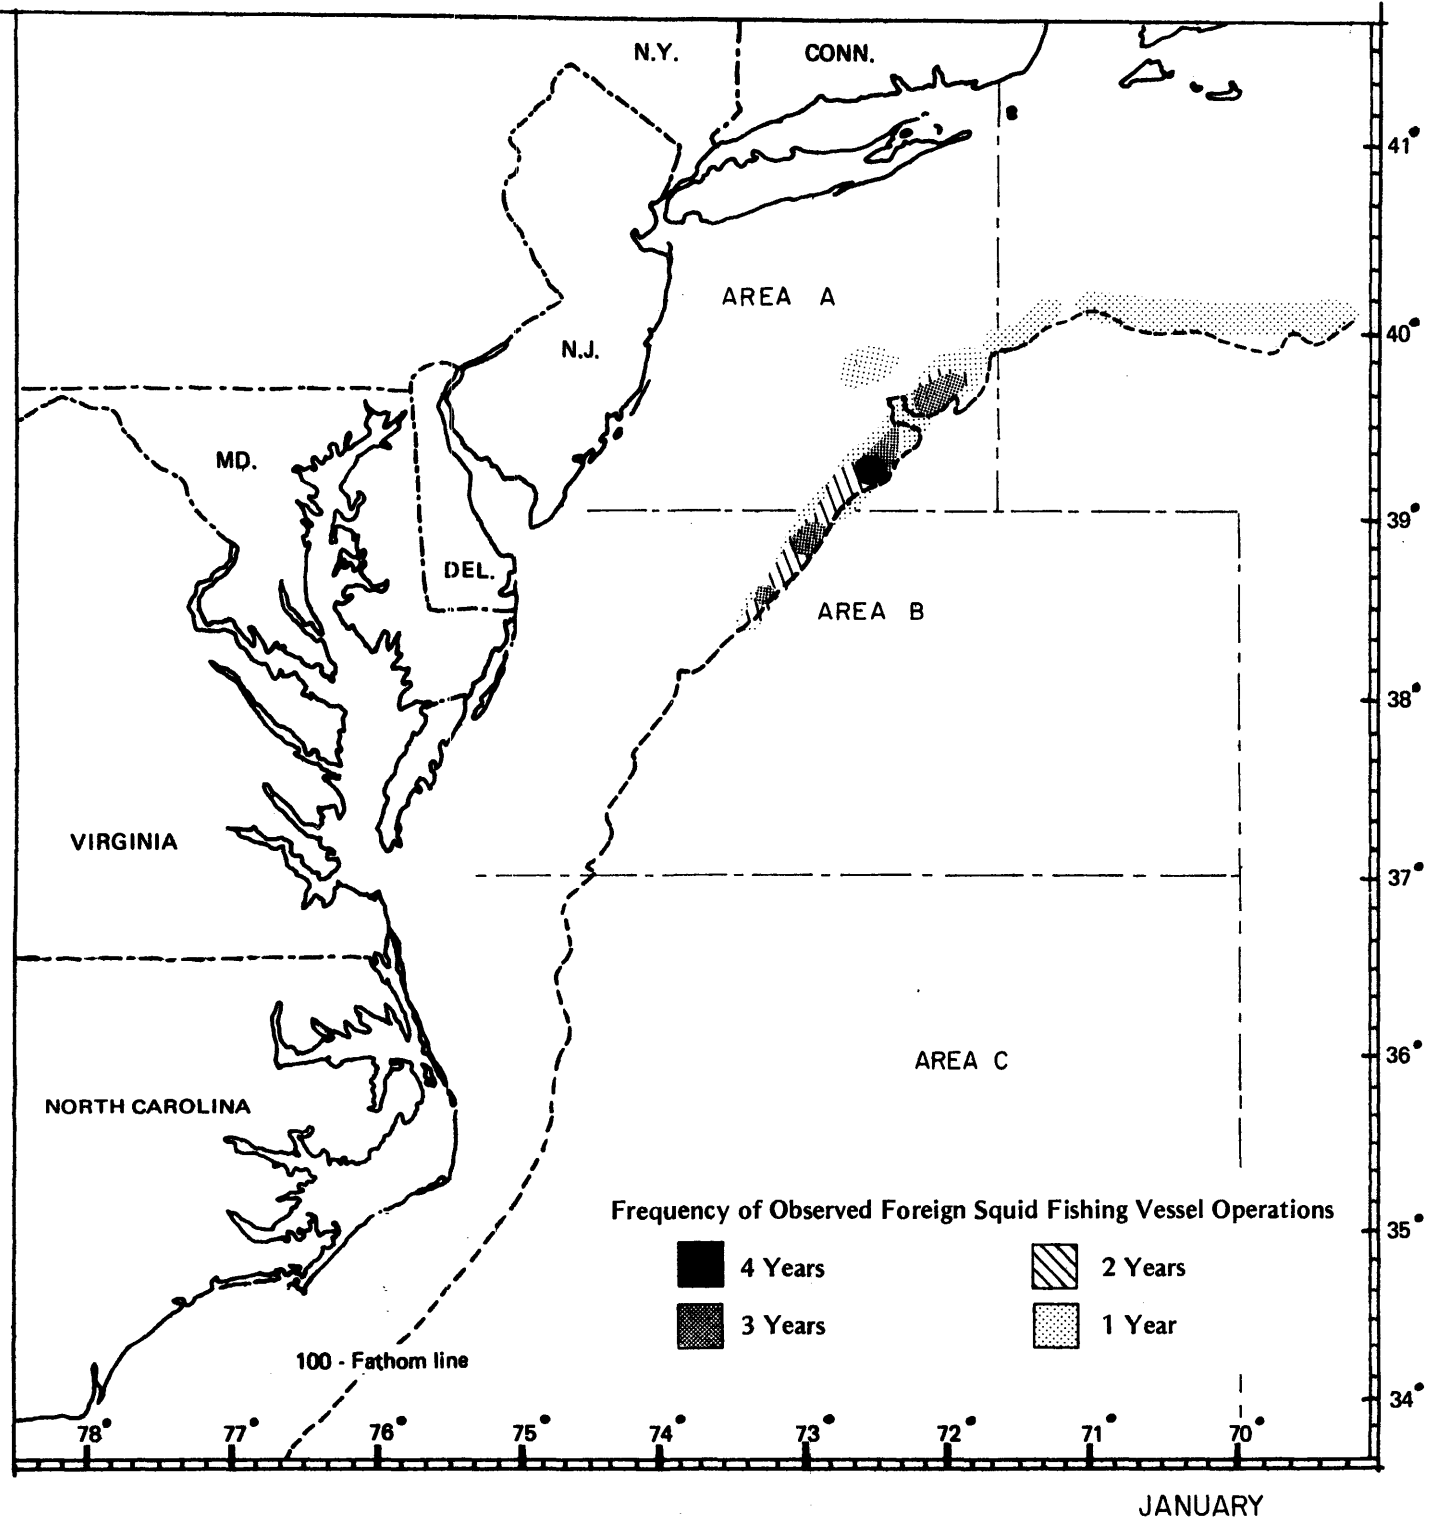 N.Y.
CONN.
41°
AREA A
40°
N.J.
MD.
39°
DEL.
AREA B
38°
VIRGINIA
37°
36°
AREA C
NORTH CAROLINA
Frequency of Observed Foreign Squid Fishing Vessel Operations
35°
4 Years
2 Years
3 Years
1 Year
100 - Fathom line
34°
78° 77° 76° 75° 74° 73° 72° 71° 70°
JANUARY